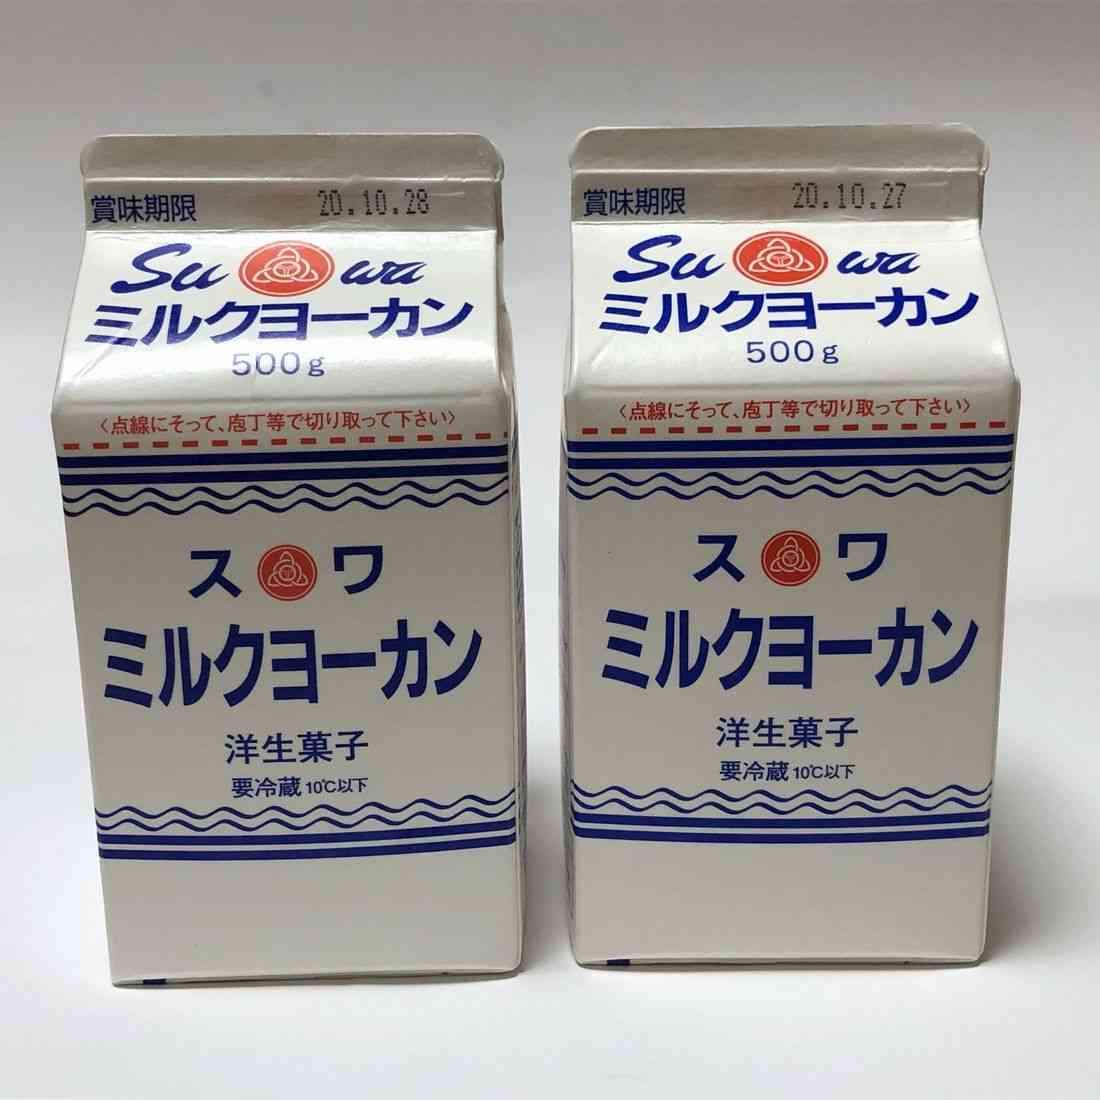 賞味期限 20.10.28
Su wa
ミルクヨーカン
500g
〈点線にそって、庖丁等で切り取って下さい〉
スワ
ミルクヨーカン
洋生菓子
要冷蔵 10℃以下
賞味期限 20.10.27
Su wa
ミルクヨーカン
500g
〈点線にそって、庖丁等で切り取って下さい〉
スワ
ミルクヨーカン
洋生菓子
要冷蔵 10℃以下